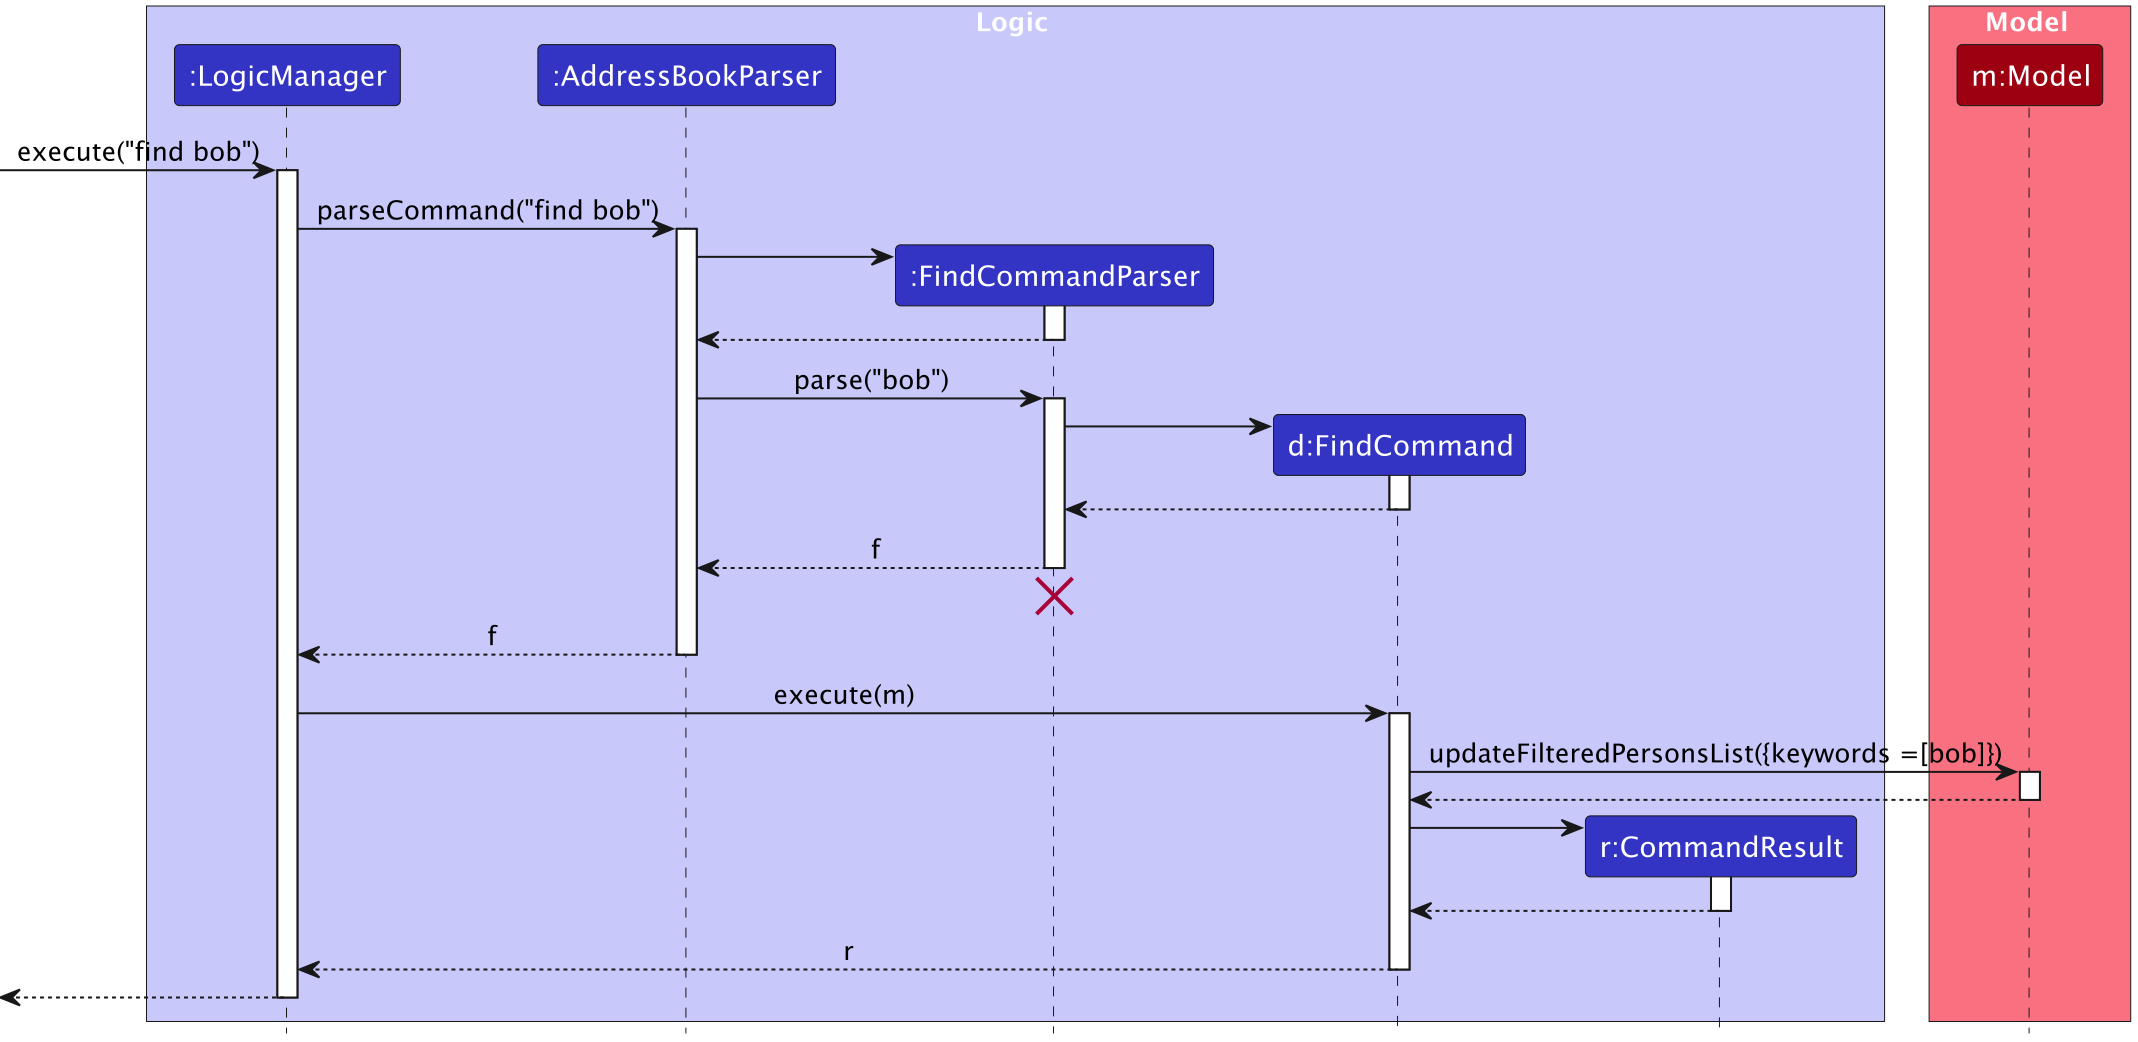 Logic
Model
:LogicManager
:AddressBookParser
m:Model
execute("find bob")
parseCommand("find bob")
:FindCommandParser
parse("bob")
d:FindCommand
f
f
execute(m)
updateFilteredPersonsList({keywords =[bob]})
r:CommandResult
r